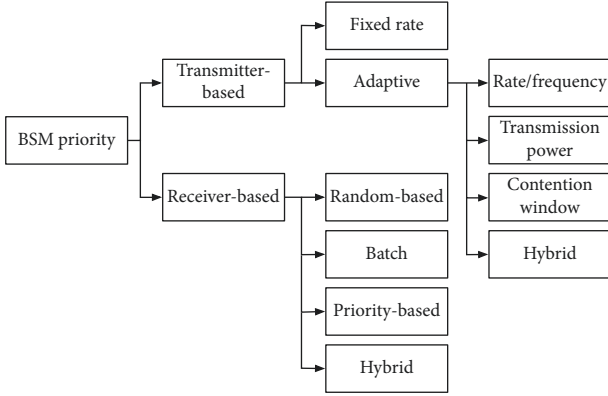 BSM priority
Transmitter-
based
Fixed rate
Adaptive
Rate/frequency
Transmission
power
Contention
window
Hybrid
Receiver-based
Random-based
Batch
Priority-based
Hybrid